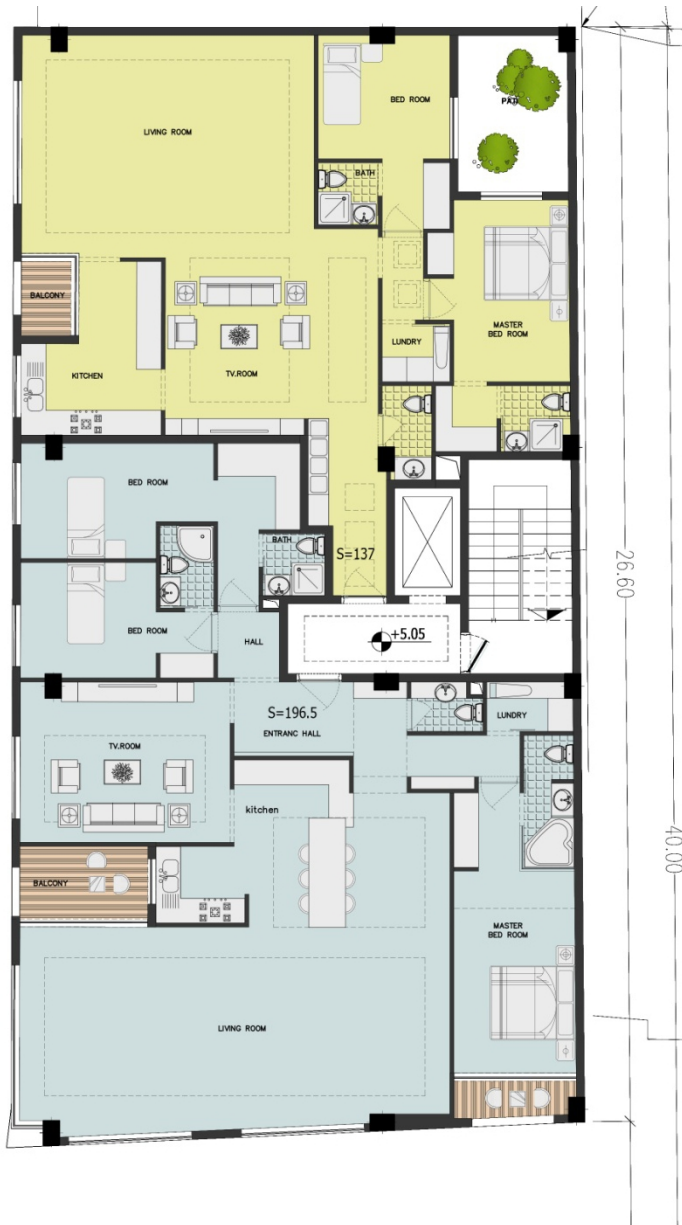 BED ROOM
PATI
LIVING ROOM
BATH
BALCONY
MASTER
BED ROOM
LUNDRY
KITCHEN
TV.ROOM
BED ROOM
BATH
S=137
26.60
BED ROOM
HALL
+5.05
S=196.5
ENTRANC HALL
LUNDRY
TV.ROOM
kitchen
40.00
BALCONY
MASTER
BED ROOM
LIVING ROOM